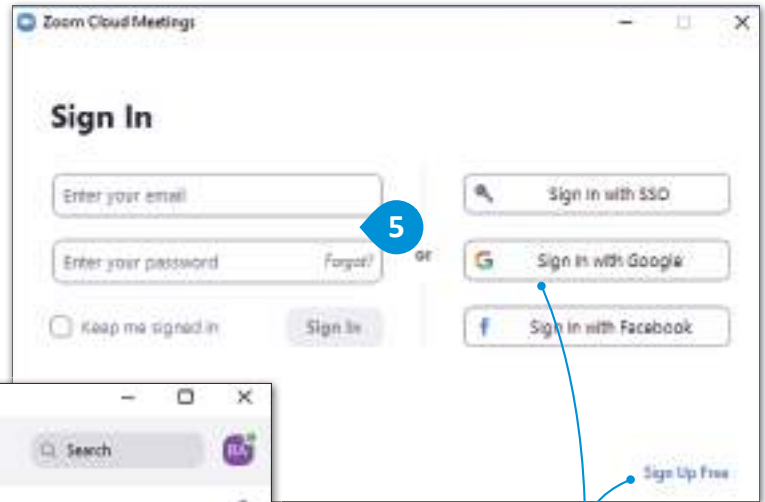 Zoom Cloud Meetings
Sign In
Enter your email
Enter your password
Forgot?
Keep me signed in
Sign In
5
or
Sign In with SSO
Sign In with Google
Sign In with Facebook
Sign Up Free
Search